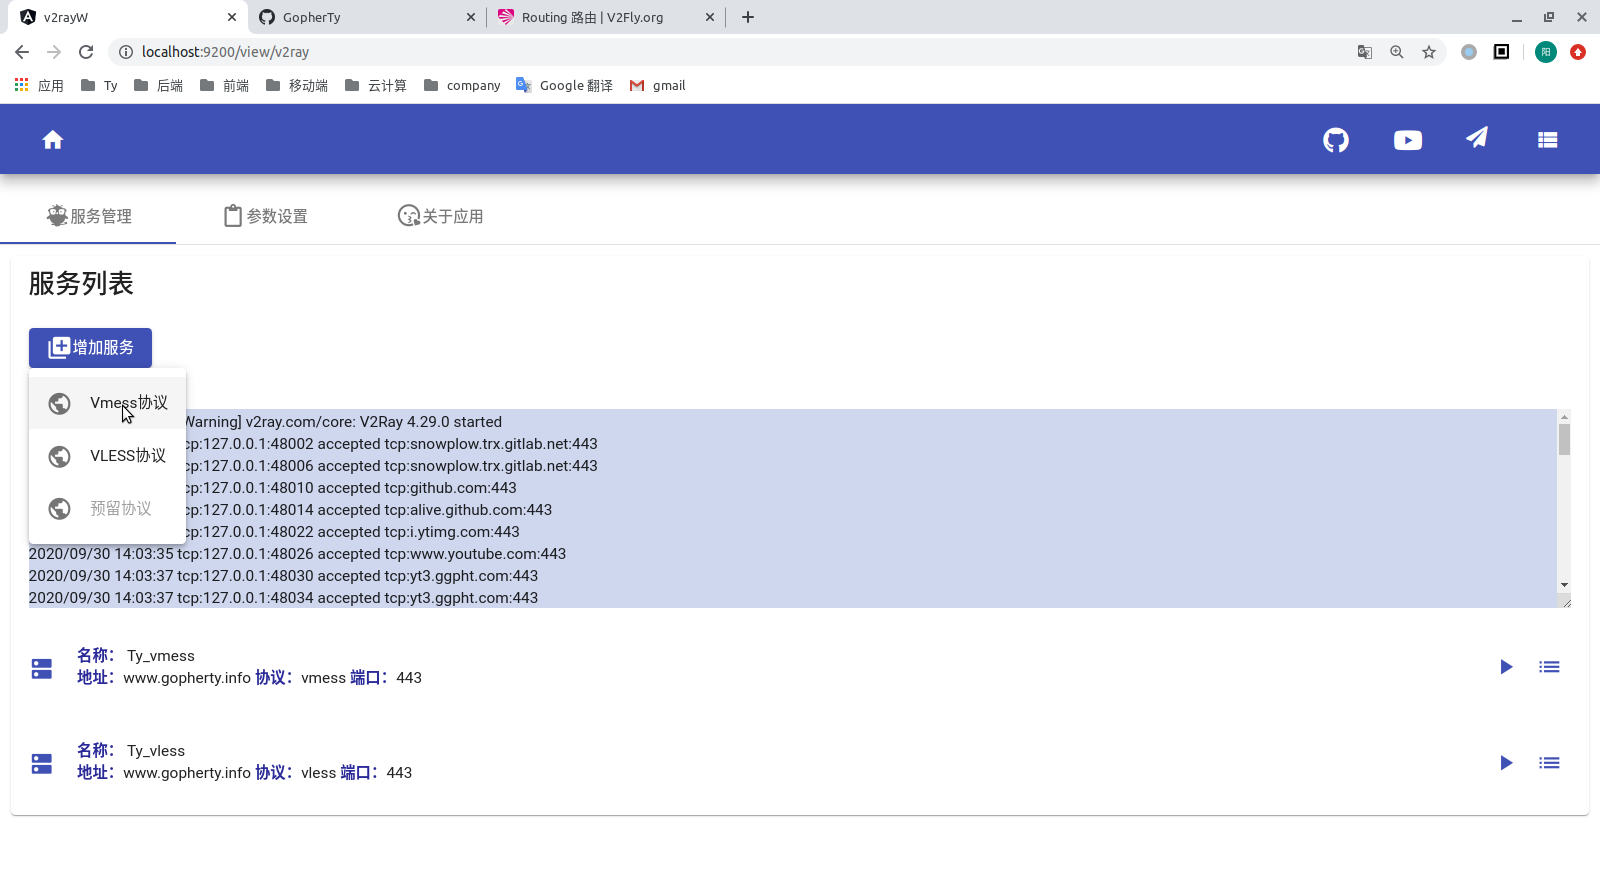 v2rayW
GopherTy
Routing 路由 | V2Fly.org
localhost:9200/view/v2ray
阳
应用
Ty
后端
前端
移动端
云计算
company
Google 翻译
gmail
服务管理
参数设置
关于应用
服务列表
增加服务
Vmess协议
VLESS协议
预留协议
Warning] v2ray.com/core: V2Ray 4.29.0 started
cp:127.0.0.1:48002 accepted tcp:snowplow.trx.gitlab.net:443
cp:127.0.0.1:48006 accepted tcp:snowplow.trx.gitlab.net:443
cp:127.0.0.1:48010 accepted tcp:github.com:443
cp:127.0.0.1:48014 accepted tcp:alive.github.com:443
cp:127.0.0.1:48022 accepted tcp:i.ytimg.com:443
2020/09/30 14:03:35 tcp:127.0.0.1:48026 accepted tcp:www.youtube.com:443
2020/09/30 14:03:37 tcp:127.0.0.1:48030 accepted tcp:yt3.ggpht.com:443
2020/09/30 14:03:37 tcp:127.0.0.1:48034 accepted tcp:yt3.ggpht.com:443
名称： Ty_vmess
地址：www.gopherty.info 协议：vmess 端口：443
名称： Ty_vless
地址：www.gopherty.info 协议：vless 端口：443